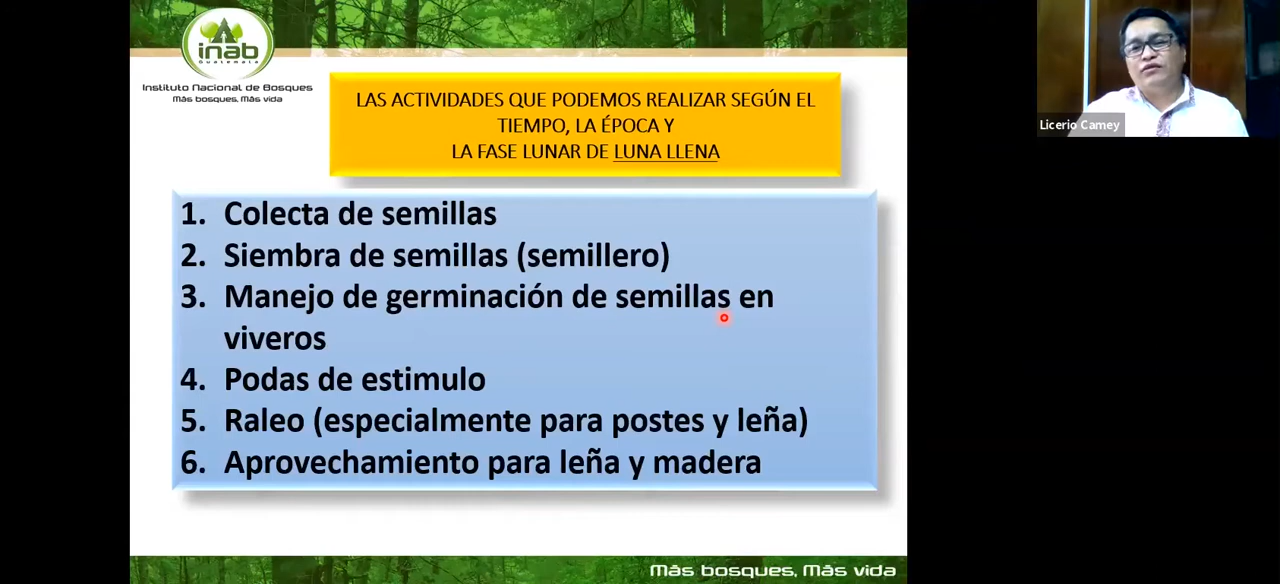 inab
Guatemala
Instituto Nacional de Bosques
Más bosques, Más vida
LAS ACTIVIDADES QUE PODEMOS REALIZAR SEGÚN EL
TIEMPO, LA ÉPOCA Y
LA FASE LUNAR DE LUNA LLENA
1. Colecta de semillas
2. Siembra de semillas (semillero)
3. Manejo de germinación de semillas en
viveros
4. Podas de estimulo
5. Raleo (especialmente para postes y leña)
6. Aprovechamiento para leña y madera
Más bosques, Más vida
Licerio Camey